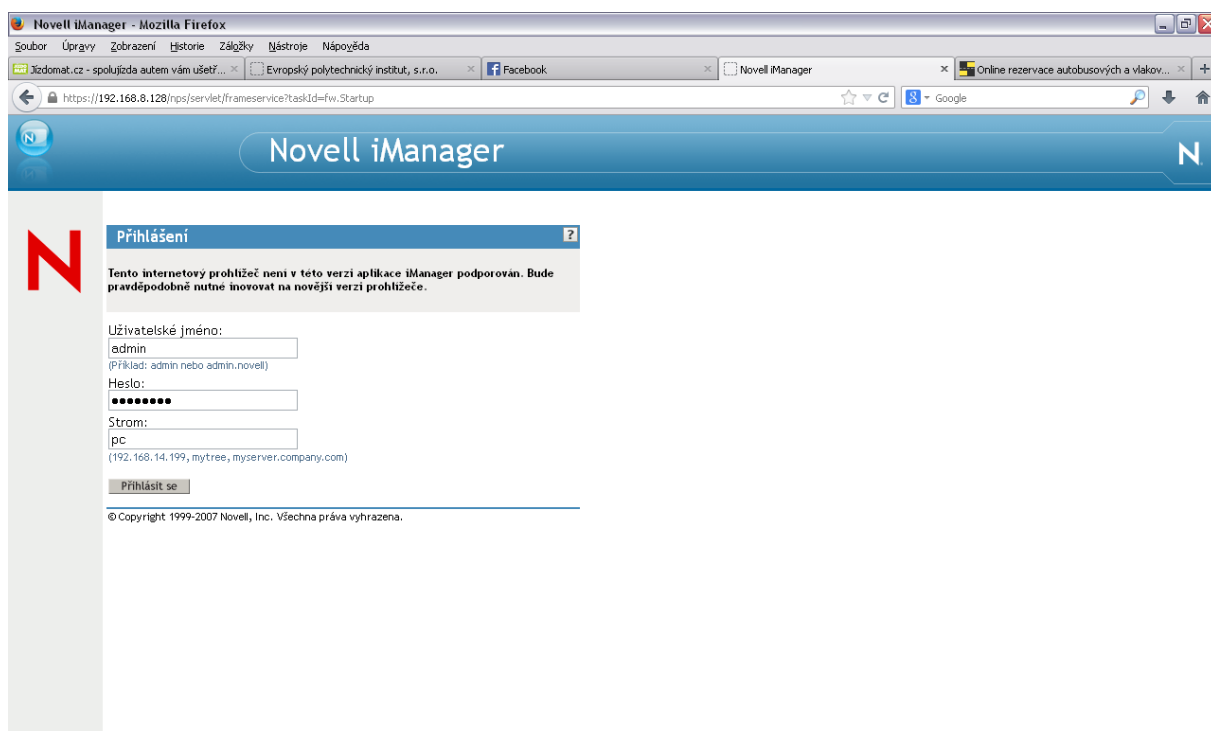 Novell iManager - Mozilla Firefox
Soubor Úpravy Zobrazení Historie Záložky Nástroje Nápověda
Jízdomat.cz - spolujízda autem vám ušetř... Evropský polytechnický institut, s.r.o. Facebook Novell iManager Online rezervace autobusových a vlakov...
https://192.168.8.128/nps/servlet/frameservice?taskId=fw.Startup Google
N
Novell iManager
N
N
Přihlášení ?
Tento internetový prohlížeč není v této verzi aplikace iManager podporován. Bude
pravděpodobně nutné inovovat na novější verzi prohlížeče.
Uživatelské jméno:
admin
(Příklad: admin nebo admin.novell)
Heslo:
Strom:
pc
(192.168.14.199, mytree, myserver.company.com)
Přihlásit se
© Copyright 1999-2007 Novell, Inc. Všechna práva vyhrazena.